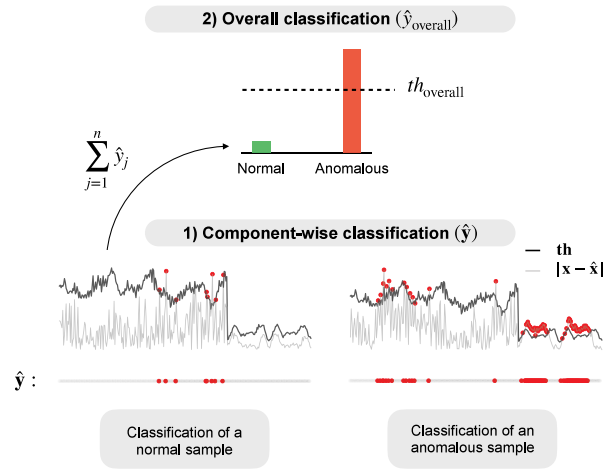 2) Overall classification (ŷ_overall)
th_overall
∑_{j=1}^{n} ŷ_j
Normal
Anomalous
1) Component-wise classification (ŷ)
th
|x − x̂|
ŷ :
Classification of a
normal sample
Classification of an
anomalous sample